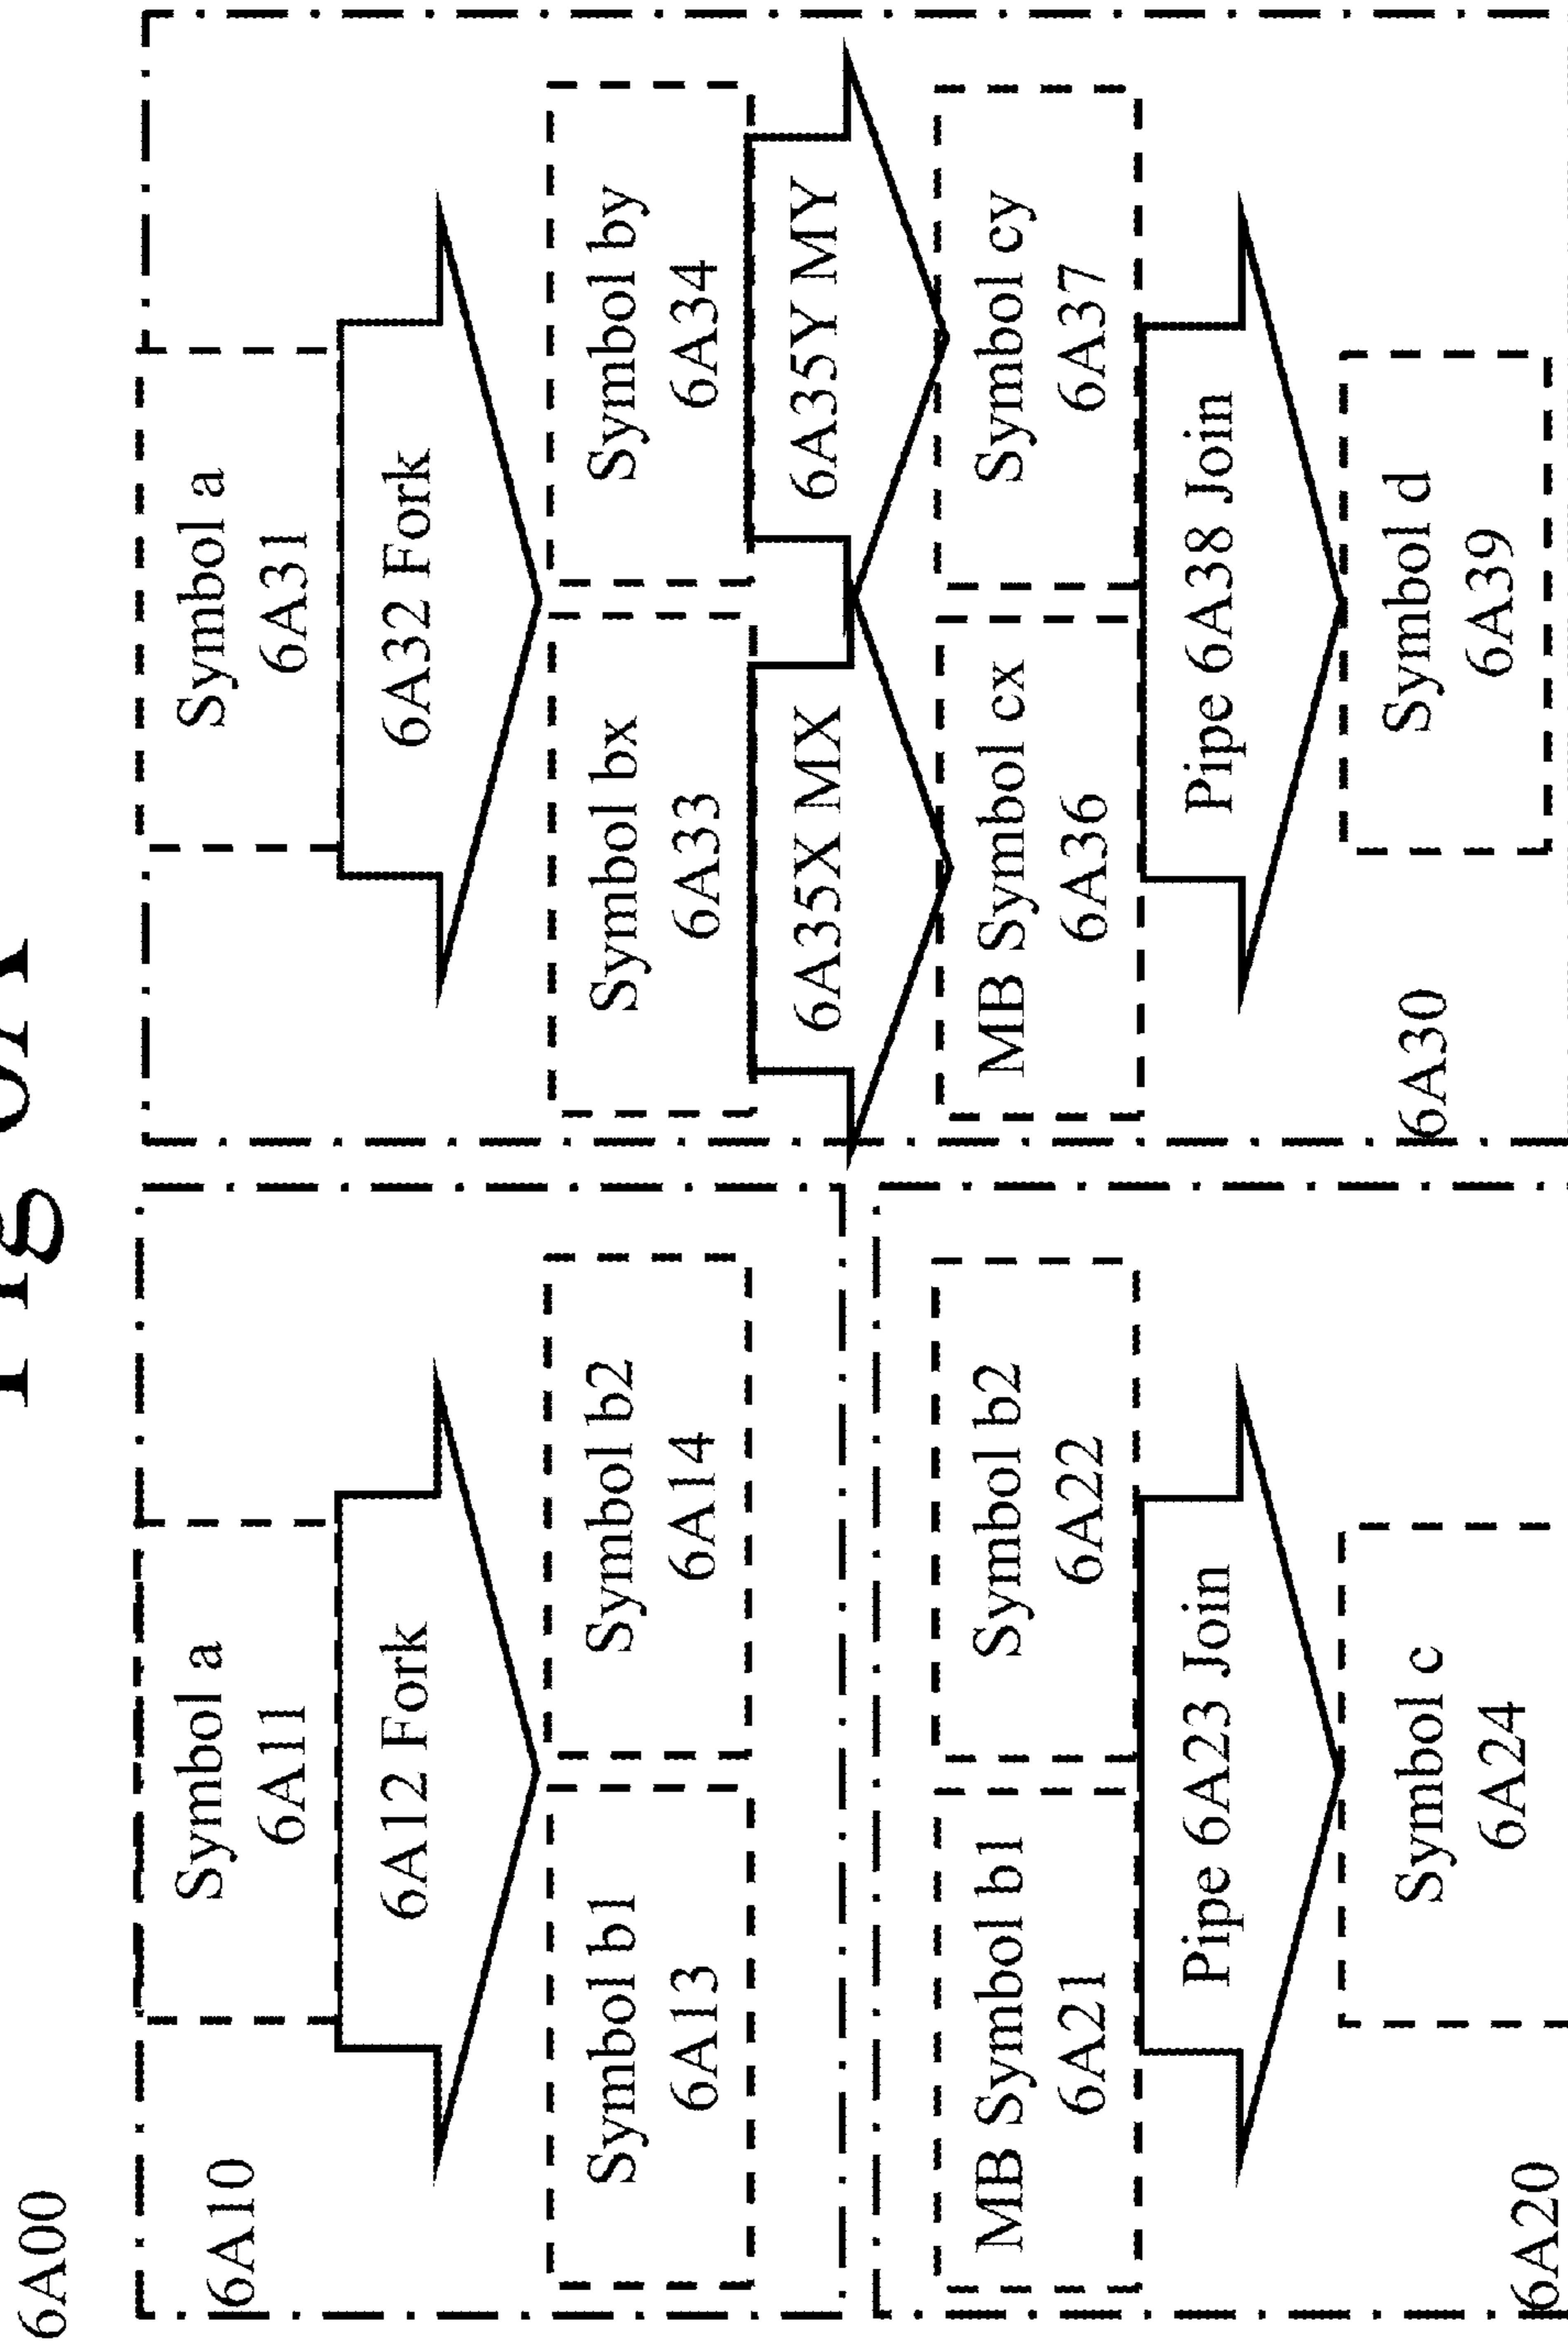 6A00
6A10
Symbol a
6A11
6A12 Fork
Symbol b1
6A13
Symbol b2
6A14
MB Symbol b1
6A21
Symbol b2
6A22
Pipe 6A23 Join
Symbol c
6A24
6A20
Symbol a
6A31
6A32 Fork
Symbol bx
6A33
Symbol by
6A34
6A35X MX
6A35Y MY
MB Symbol cx
6A36
Symbol cy
6A37
Pipe 6A38 Join
Symbol d
6A39
6A30